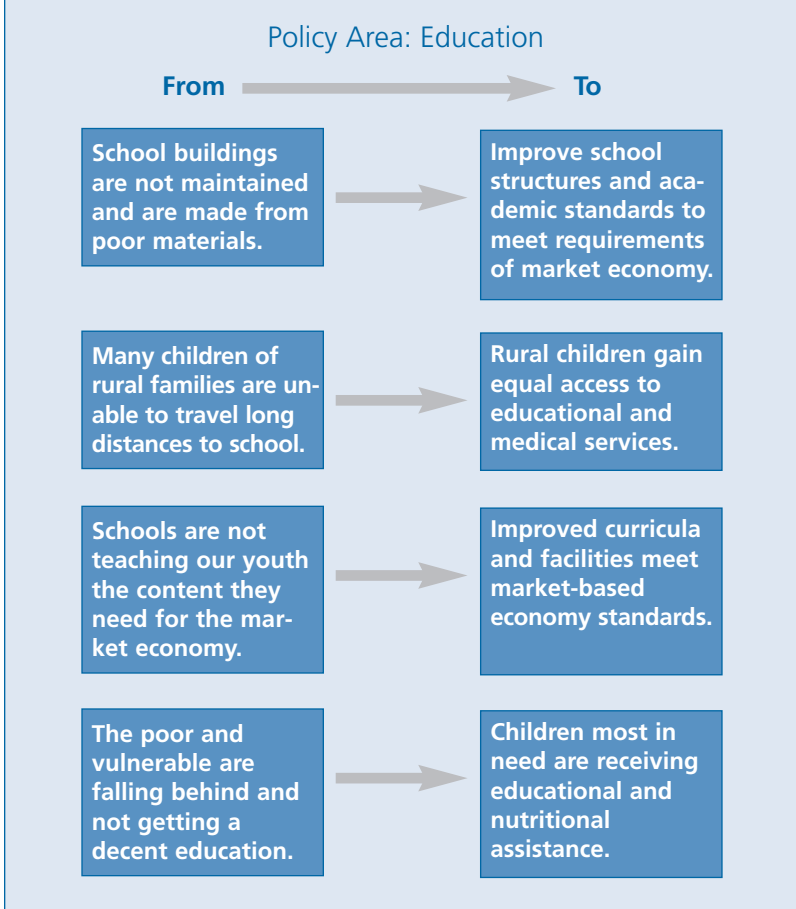 Policy Area: Education
From
To
School buildings
are not maintained
and are made from
poor materials.
Improve school
structures and aca-
demic standards to
meet requirements
of market economy.
Many children of
rural families are un-
able to travel long
distances to school.
Rural children gain
equal access to
educational and
medical services.
Schools are not
teaching our youth
the content they
need for the mar-
ket economy.
Improved curricula
and facilities meet
market-based
economy standards.
The poor and
vulnerable are
falling behind and
not getting a
decent education.
Children most in
need are receiving
educational and
nutritional
assistance.